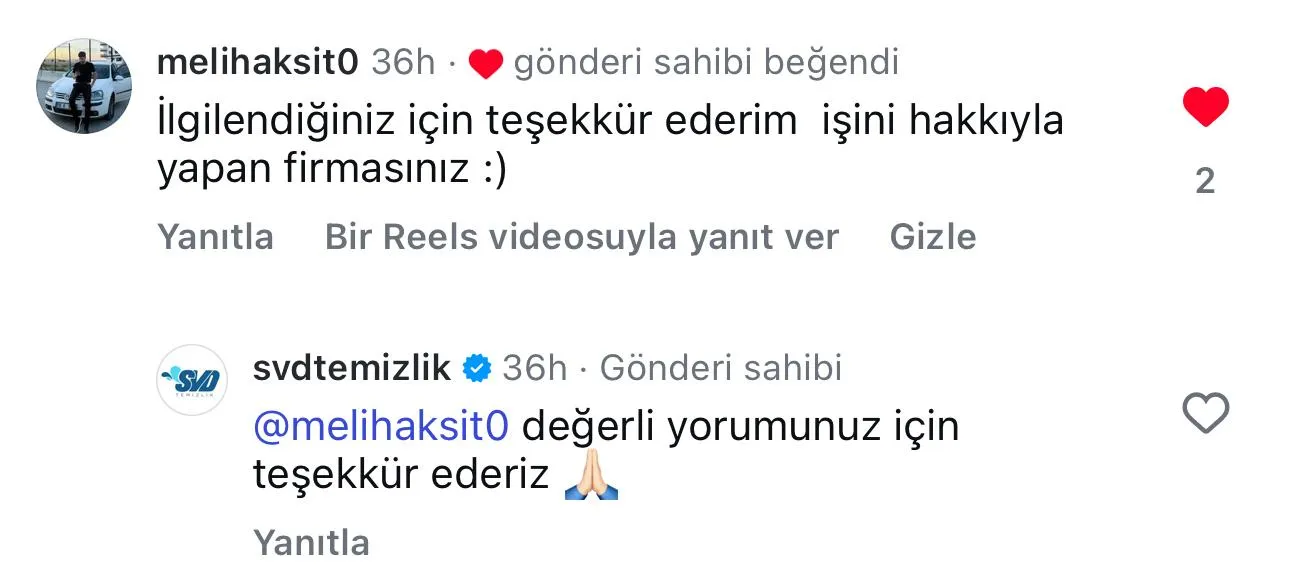 melihaksit0 36h · ❤️ gönderi sahibi beğendi
İlgilendiğiniz için teşekkür ederim  işini hakkıyla
yapan firmasınız :)
2
Yanıtla Bir Reels videosuyla yanıt ver Gizle
SVD
TEMİZLİK
svdtemizlik 36h · Gönderi sahibi
@melihaksit0 değerli yorumunuz için
teşekkür ederiz 🙏🏻
Yanıtla